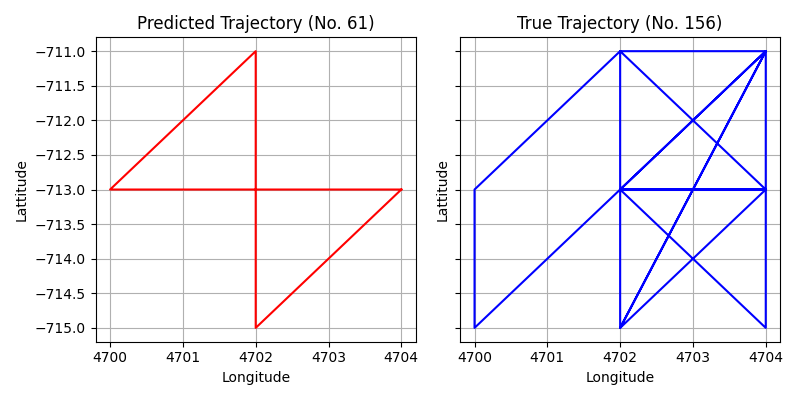 Predicted Trajectory (No. 61)
True Trajectory (No. 156)
−711.0
−711.5
−712.0
−712.5
−713.0
−713.5
−714.0
−714.5
−715.0
Lattitude
Lattitude
4700 4701 4702 4703 4704
4700 4701 4702 4703 4704
Longitude
Longitude